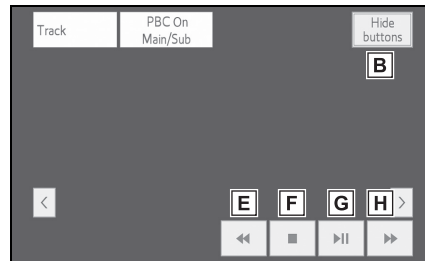 Track
PBC On
Main/Sub
Hide
buttons
B
E F G H